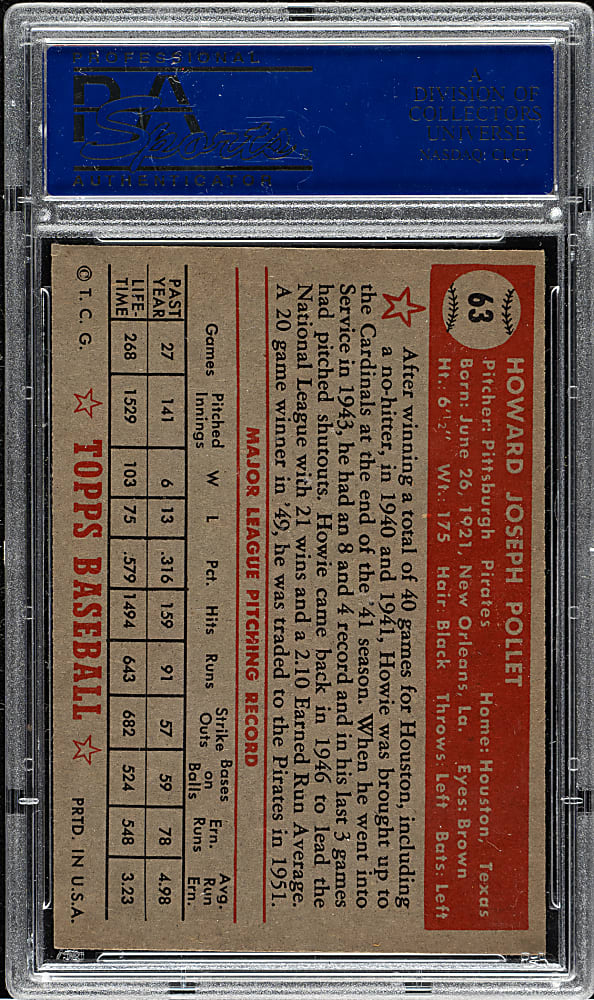 PROFESSIONAL
PSA
Sports
AUTHENTICATOR
A
DIVISION OF
COLLECTORS
UNIVERSE
NASDAQ: CLCT
63
HOWARD JOSEPH POLLET
Pitcher: Pittsburgh Pirates Home: Houston, Texas
Born: June 26, 1921, New Orleans, La. Eyes: Brown
Ht.: 6'½" Wt.: 175 Hair: Black Throws: Left Bats: Left
After winning a total of 40 games for Houston, including
a no-hitter, in 1940 and 1941, Howie was brought up to
the Cardinals at the end of the '41 season. When he went into
Service in 1943, he had an 8 and 4 record and in his last 3 games
had pitched shutouts. Howie came back in 1946 to lead the
National League with 21 wins and a 2.10 Earned Run Average.
A 20 game winner in '49, he was traded to the Pirates in 1951.
MAJOR LEAGUE PITCHING RECORD
Games Pitched Innings W L Pct. Hits Runs Strike Outs Bases on Balls Ern. Runs Avg. Ern. Run
PAST YEAR 27 141 6 13 .316 159 91 57 59 78 4.98
LIFE-TIME 268 1529 103 75 .579 1494 643 682 524 548 3.23
© T. C. G. TOPPS BASEBALL PRTD. IN U.S.A.